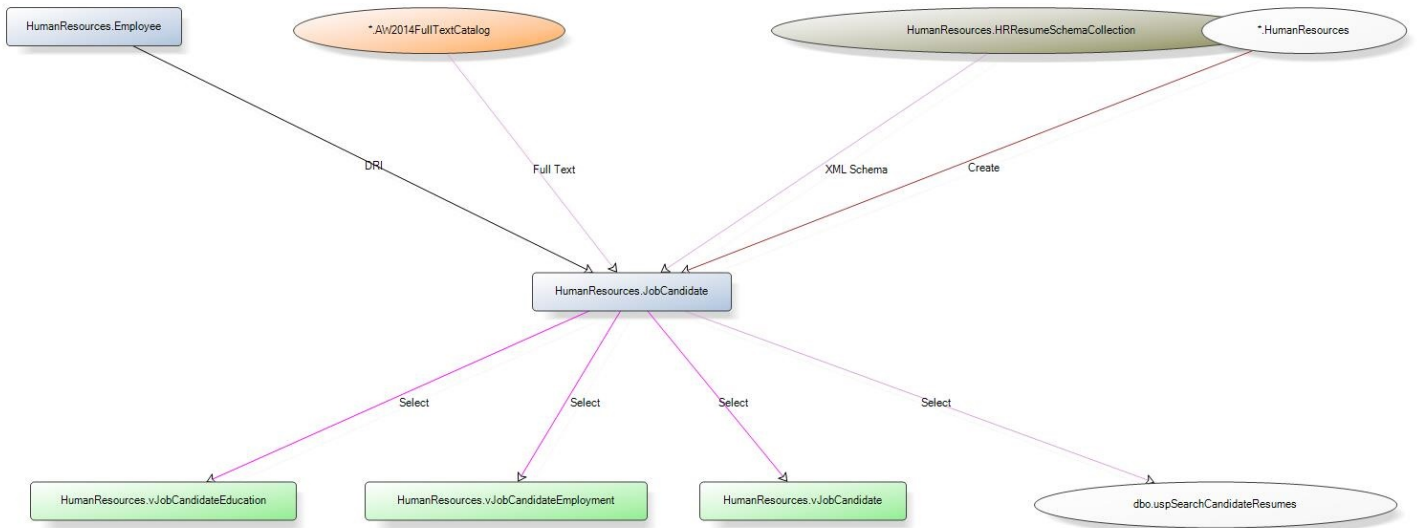 HumanResources.Employee
*.AW2014FullTextCatalog
HumanResources.HRResumeSchemaCollection
*.HumanResources
DRI
Full Text
XML Schema
Create
HumanResources.JobCandidate
Select
Select
Select
Select
HumanResources.vJobCandidateEducation
HumanResources.vJobCandidateEmployment
HumanResources.vJobCandidate
dbo.uspSearchCandidateResumes